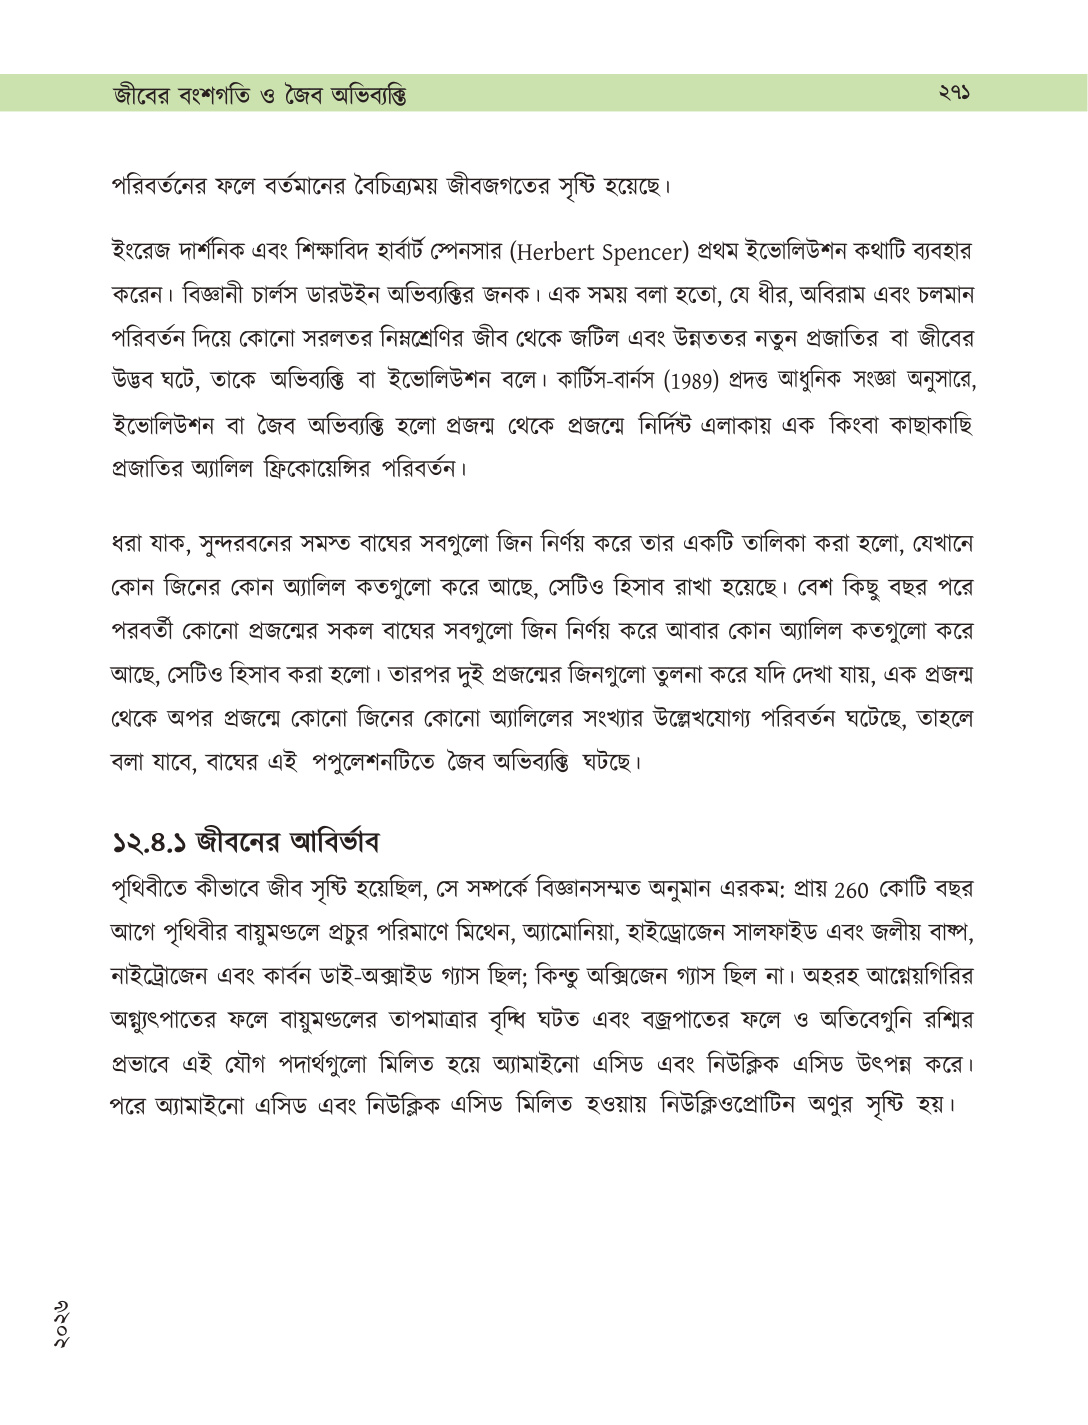 জীবের বংশগতি ও জৈব অভিব্যক্তি ২৭১
পরিবর্তনের ফলে বর্তমানের বৈচিত্র্যময় জীবজগতের সৃষ্টি হয়েছে।
ইংরেজ দার্শনিক এবং শিক্ষাবিদ হার্বার্ট স্পেনসার (Herbert Spencer) প্রথম ইভোলিউশন কথাটি ব্যবহার
করেন। বিজ্ঞানী চার্লস ডারউইন অভিব্যক্তির জনক। এক সময় বলা হতো, যে ধীর, অবিরাম এবং চলমান
পরিবর্তন দিয়ে কোনো সরলতর নিম্নশ্রেণির জীব থেকে জটিল এবং উন্নততর নতুন প্রজাতির বা জীবের
উদ্ভব ঘটে, তাকে অভিব্যক্তি বা ইভোলিউশন বলে। কার্টিস-বার্নস (1989) প্রদত্ত আধুনিক সংজ্ঞা অনুসারে,
ইভোলিউশন বা জৈব অভিব্যক্তি হলো প্রজন্ম থেকে প্রজন্মে নির্দিষ্ট এলাকায় এক কিংবা কাছাকাছি
প্রজাতির অ্যালিল ফ্রিকোয়েন্সির পরিবর্তন।
ধরা যাক, সুন্দরবনের সমস্ত বাঘের সবগুলো জিন নির্ণয় করে তার একটি তালিকা করা হলো, যেখানে
কোন জিনের কোন অ্যালিল কতগুলো করে আছে, সেটিও হিসাব রাখা হয়েছে। বেশ কিছু বছর পরে
পরবর্তী কোনো প্রজন্মের সকল বাঘের সবগুলো জিন নির্ণয় করে আবার কোন অ্যালিল কতগুলো করে
আছে, সেটিও হিসাব করা হলো। তারপর দুই প্রজন্মের জিনগুলো তুলনা করে যদি দেখা যায়, এক প্রজন্ম
থেকে অপর প্রজন্মে কোনো জিনের কোনো অ্যালিলের সংখ্যার উল্লেখযোগ্য পরিবর্তন ঘটেছে, তাহলে
বলা যাবে, বাঘের এই পপুলেশনটিতে জৈব অভিব্যক্তি ঘটছে।
১২.৪.১ জীবনের আবির্ভাব
পৃথিবীতে কীভাবে জীব সৃষ্টি হয়েছিল, সে সম্পর্কে বিজ্ঞানসম্মত অনুমান এরকম: প্রায় 260 কোটি বছর
আগে পৃথিবীর বায়ুমণ্ডলে প্রচুর পরিমাণে মিথেন, অ্যামোনিয়া, হাইড্রোজেন সালফাইড এবং জলীয় বাষ্প,
নাইট্রোজেন এবং কার্বন ডাই-অক্সাইড গ্যাস ছিল; কিন্তু অক্সিজেন গ্যাস ছিল না। অহরহ আগ্নেয়গিরির
অগ্ন্যুৎপাতের ফলে বায়ুমণ্ডলের তাপমাত্রার বৃদ্ধি ঘটত এবং বজ্রপাতের ফলে ও অতিবেগুনি রশ্মির
প্রভাবে এই যৌগ পদার্থগুলো মিলিত হয়ে অ্যামাইনো এসিড এবং নিউক্লিক এসিড উৎপন্ন করে।
পরে অ্যামাইনো এসিড এবং নিউক্লিক এসিড মিলিত হওয়ায় নিউক্লিওপ্রোটিন অণুর সৃষ্টি হয়।
২০২৬